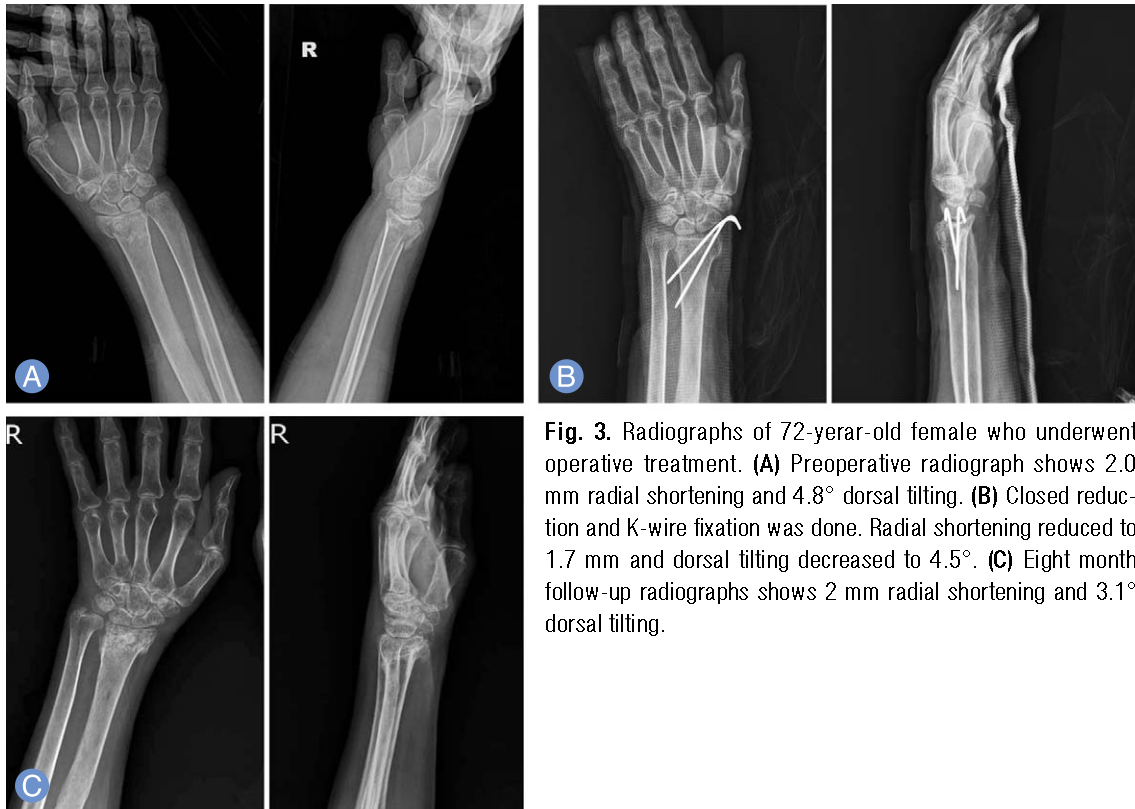 R
A
B
R
R
C
Fig. 3. Radiographs of 72-yerar-old female who underwent
operative treatment. (A) Preoperative radiograph shows 2.0
mm radial shortening and 4.8° dorsal tilting. (B) Closed reduc-
tion and K-wire fixation was done. Radial shortening reduced to
1.7 mm and dorsal tilting decreased to 4.5°. (C) Eight month
follow-up radiographs shows 2 mm radial shortening and 3.1°
dorsal tilting.